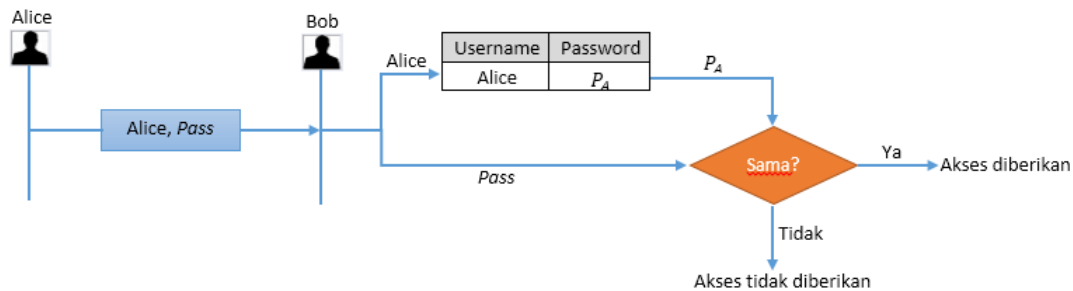 Alice
Bob
Alice, Pass
Alice
Username Password
Alice P_A
P_A
Pass
Sama?
Ya
Akses diberikan
Tidak
Akses tidak diberikan